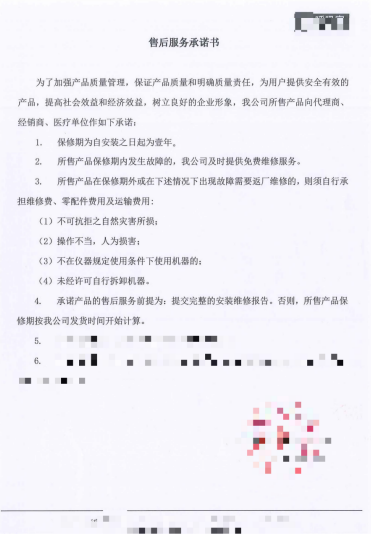 售后服务承诺书
为了加强产品质量管理，保证产品质量和明确质量责任，为用户提供安全有效的
产品，提高社会效益和经济效益，树立良好的企业形象，我公司所售产品向代理商、
经销商、医疗单位作如下承诺：
1. 保修期为自安装之日起为壹年。
2. 所售产品保修期内发生故障的，我公司及时提供免费维修服务。
3. 所售产品在保修期外或在下述情况下出现故障需要返厂维修的，则须自行承
担维修费、零配件费用及运输费用：
（1）不可抗拒之自然灾害所损；
（2）操作不当，人为损害；
（3）不在仪器规定使用条件下使用机器的；
（4）未经许可自行拆卸机器。
4. 承诺产品的售后服务前提为：提交完整的安装维修报告。否则，所售产品保
修期按我公司发货时间开始计算。
5.
6.